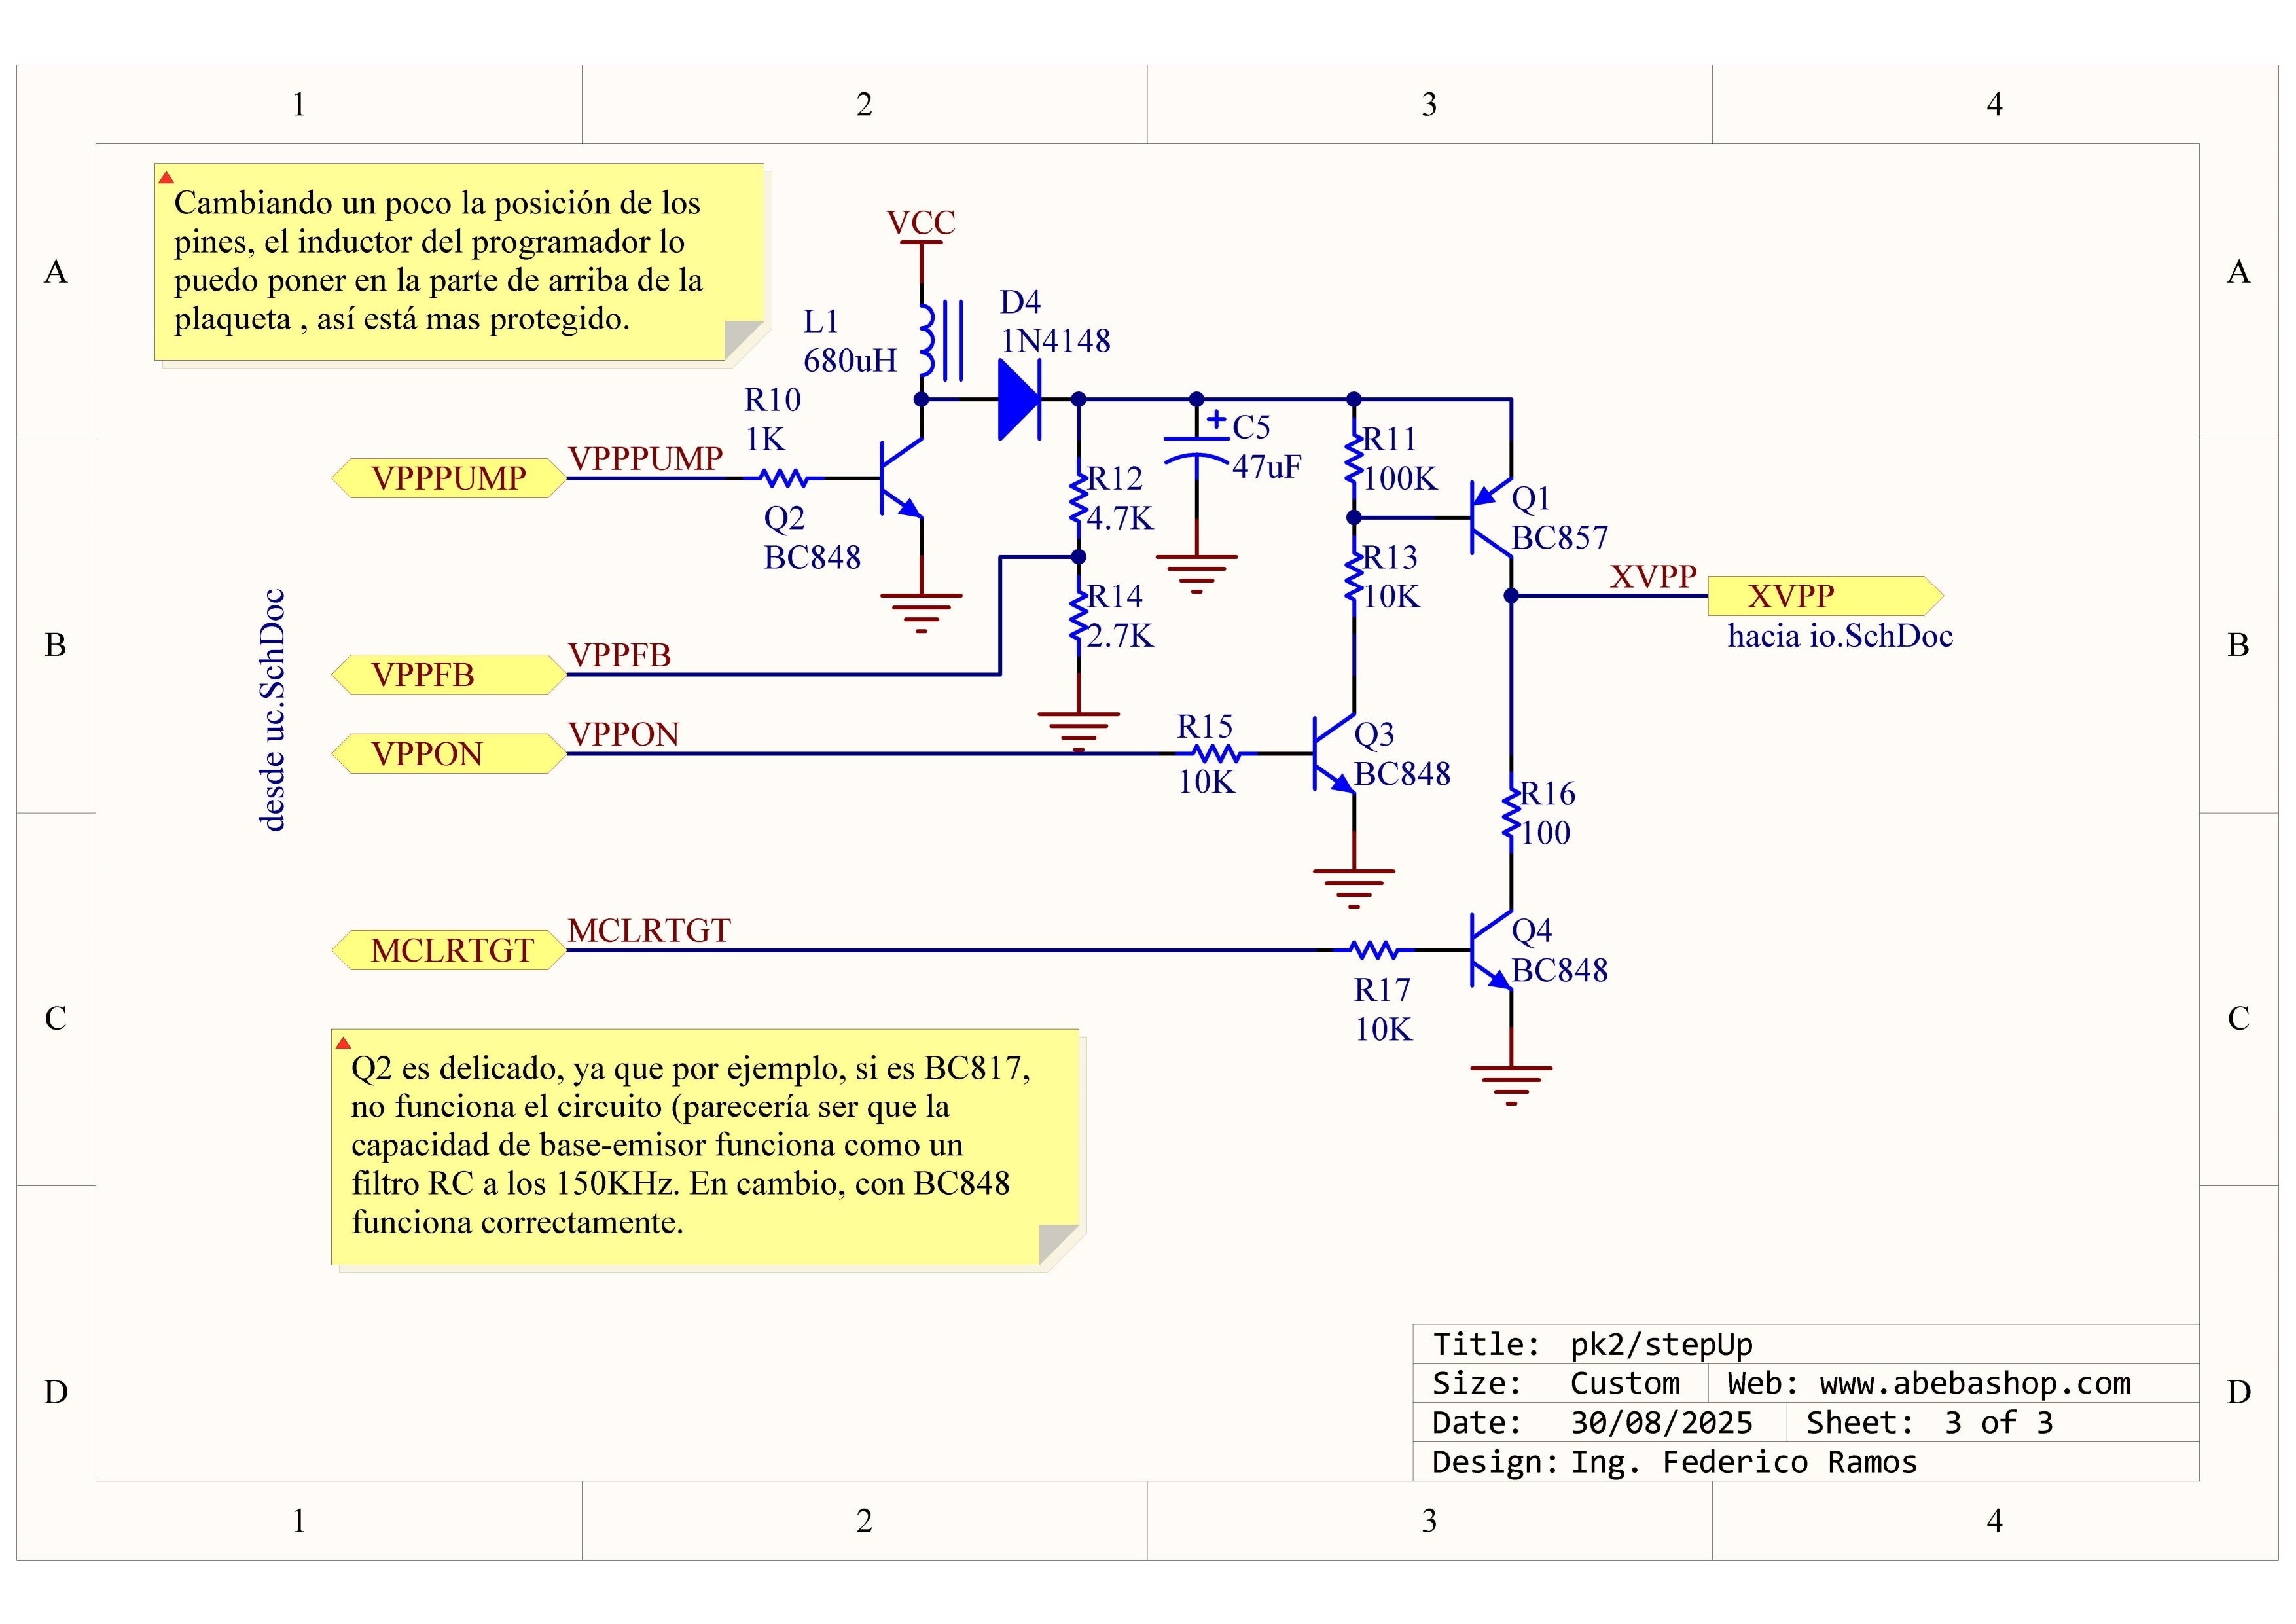 1
2
3
4
A
A
Cambiando un poco la posición de los
pines, el inductor del programador lo
puedo poner en la parte de arriba de la
plaqueta , así está mas protegido.
VCC
L1
680uH
D4
1N4148
R10
1K
VPPPUMP
VPPPUMP
Q2
BC848
R12
4.7K
C5
47uF
R11
100K
Q1
BC857
R13
10K
R14
2.7K
XVPP
XVPP
hacia io.SchDoc
B
B
desde uc.SchDoc
VPPFB
VPPFB
VPPON
VPPON
R15
10K
Q3
BC848
R16
100
MCLRTGT
MCLRTGT
R17
10K
Q4
BC848
C
C
Q2 es delicado, ya que por ejemplo, si es BC817,
no funciona el circuito (parecería ser que la
capacidad de base-emisor funciona como un
filtro RC a los 150KHz. En cambio, con BC848
funciona correctamente.
D
D
Title: pk2/stepUp
Size: Custom Web: www.abebashop.com
Date: 30/08/2025 Sheet: 3 of 3
Design: Ing. Federico Ramos
1
2
3
4